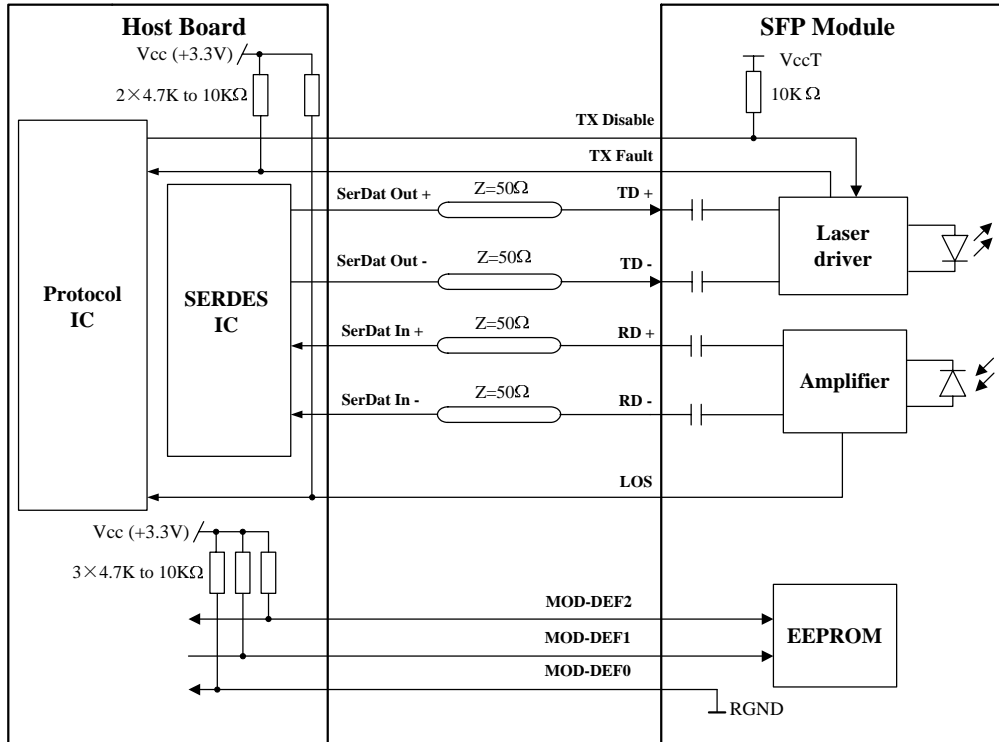 Host Board
SFP Module
Vcc (+3.3V)
VccT
2×4.7K to 10KΩ
10K Ω
TX Disable
TX Fault
SerDat Out +
Z=50Ω
TD +
Laser
driver
SerDat Out -
Z=50Ω
TD -
Protocol
IC
SERDES
IC
SerDat In +
Z=50Ω
RD +
Amplifier
SerDat In -
Z=50Ω
RD -
LOS
Vcc (+3.3V)
3×4.7K to 10KΩ
MOD-DEF2
EEPROM
MOD-DEF1
MOD-DEF0
RGND